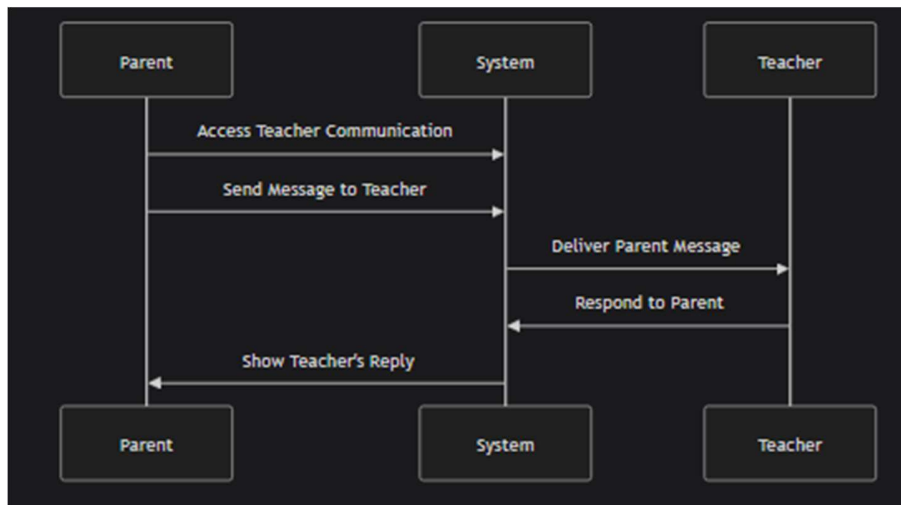 Parent
System
Teacher
Access Teacher Communication
Send Message to Teacher
Deliver Parent Message
Respond to Parent
Show Teacher's Reply
Parent
System
Teacher